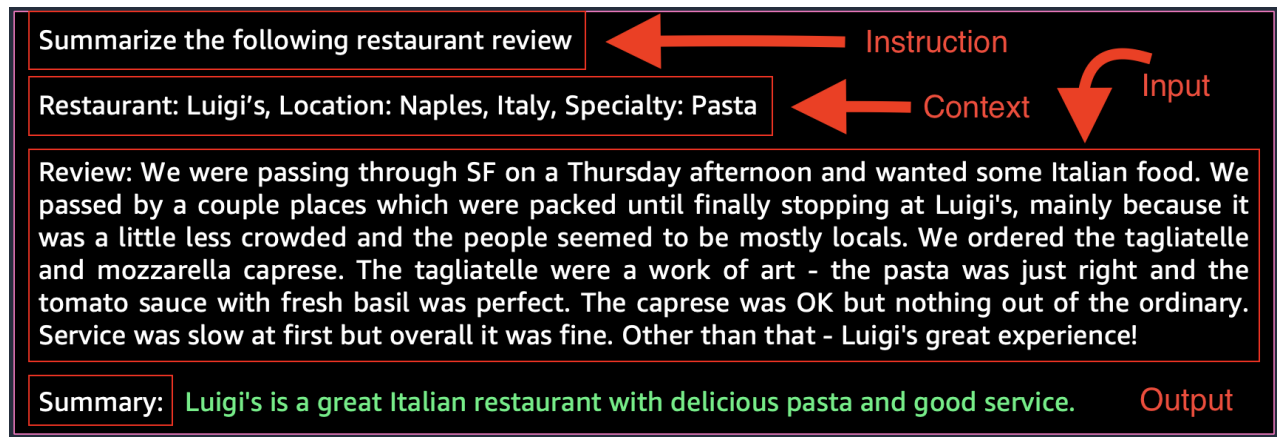 Summarize the following restaurant review
Instruction
Restaurant: Luigi’s, Location: Naples, Italy, Specialty: Pasta
Context
Input
Review: We were passing through SF on a Thursday afternoon and wanted some Italian food. We
passed by a couple places which were packed until finally stopping at Luigi's, mainly because it
was a little less crowded and the people seemed to be mostly locals. We ordered the tagliatelle
and mozzarella caprese. The tagliatelle were a work of art - the pasta was just right and the
tomato sauce with fresh basil was perfect. The caprese was OK but nothing out of the ordinary.
Service was slow at first but overall it was fine. Other than that - Luigi's great experience!
Summary: Luigi's is a great Italian restaurant with delicious pasta and good service.
Output